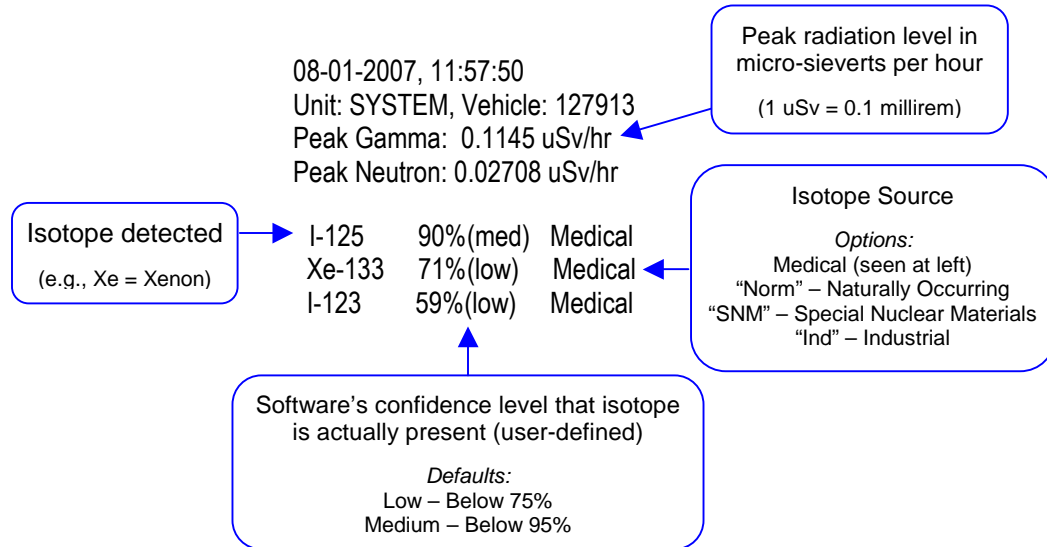 Peak radiation level in
micro-sieverts per hour
(1 uSv = 0.1 millirem)
08-01-2007, 11:57:50
Unit: SYSTEM, Vehicle: 127913
Peak Gamma: 0.1145 uSv/hr
Peak Neutron: 0.02708 uSv/hr
Isotope detected
(e.g., Xe = Xenon)
I-125 90%(med) Medical
Xe-133 71%(low) Medical
I-123 59%(low) Medical
Isotope Source
Options:
Medical (seen at left)
“Norm” – Naturally Occurring
“SNM” – Special Nuclear Materials
“Ind” – Industrial
Software’s confidence level that isotope
is actually present (user-defined)
Defaults:
Low – Below 75%
Medium – Below 95%